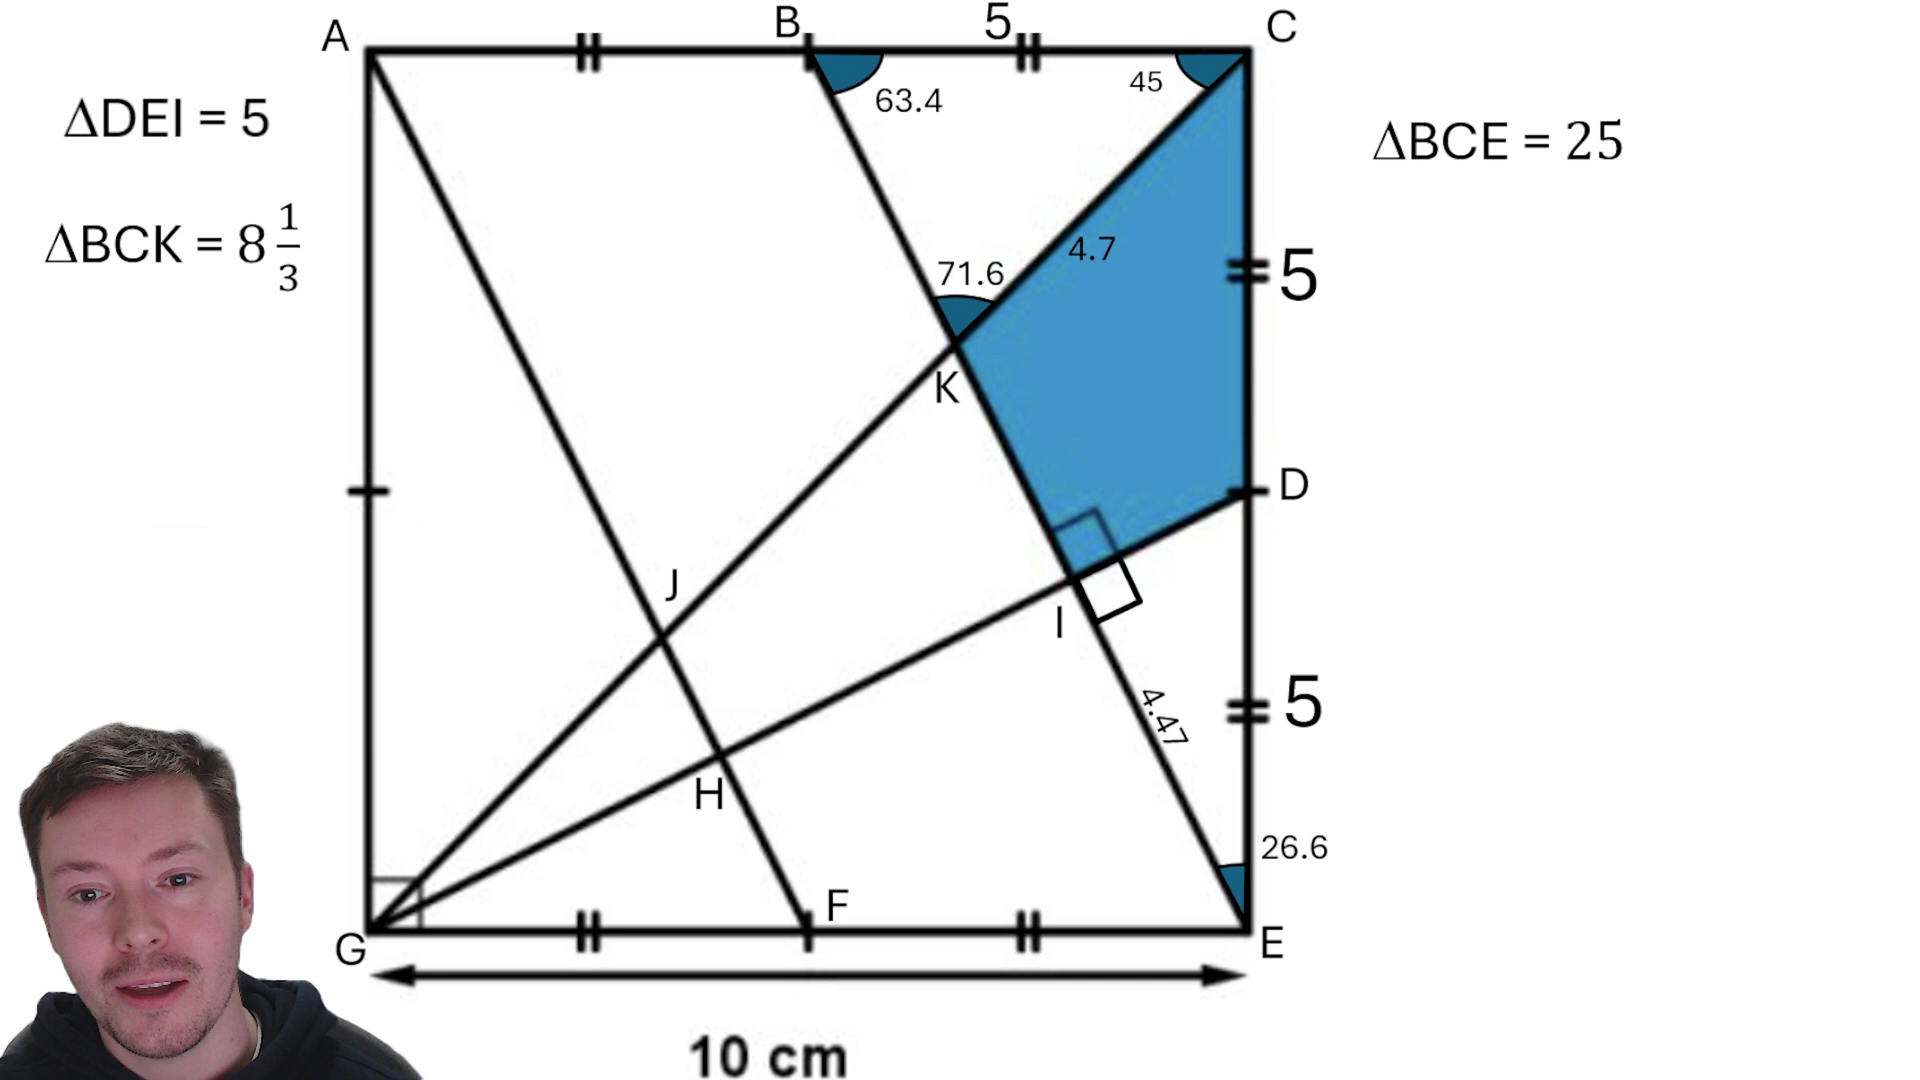 A
B
5
C
ΔDEI = 5
63.4
45
ΔBCE = 25
ΔBCK = 8 1/3
71.6
4.7
5
K
D
J
I
4.47
5
H
26.6
F
G
E
10 cm